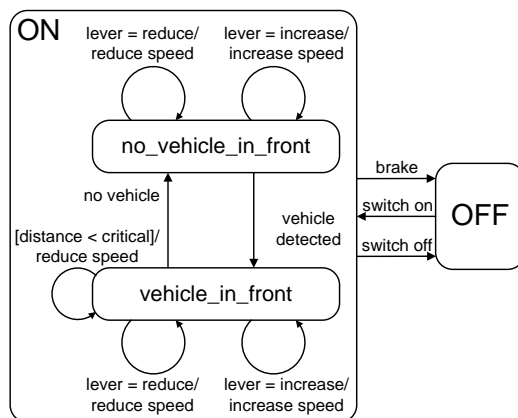 ON
lever = reduce/
reduce speed
lever = increase/
increase speed
no_vehicle_in_front
no vehicle
vehicle
detected
[distance < critical]/
reduce speed
vehicle_in_front
lever = reduce/
reduce speed
lever = increase/
increase speed
brake
switch on
switch off
OFF